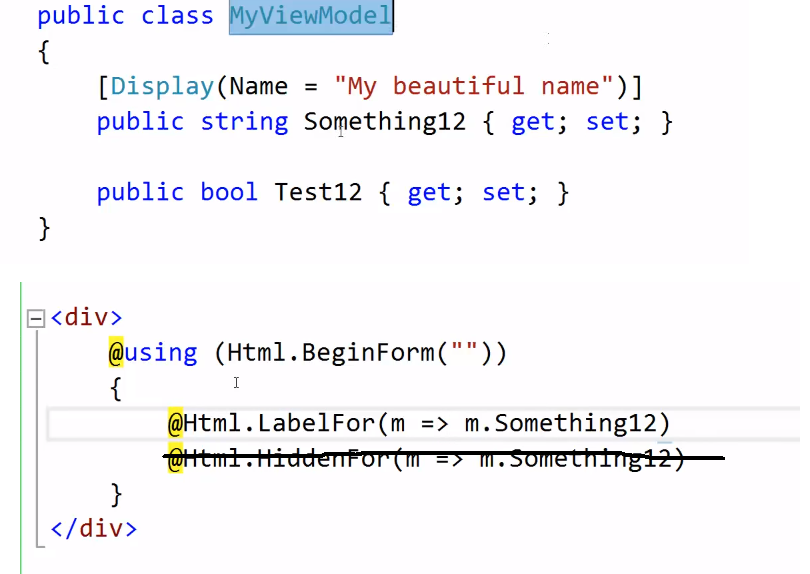 public class MyViewModel
{
[Display(Name = "My beautiful name")]
public string Something12 { get; set; }
public bool Test12 { get; set; }
}
<div>
@using (Html.BeginForm(""))
{
@Html.LabelFor(m => m.Something12)
@Html.HiddenFor(m => m.Something12)
}
</div>